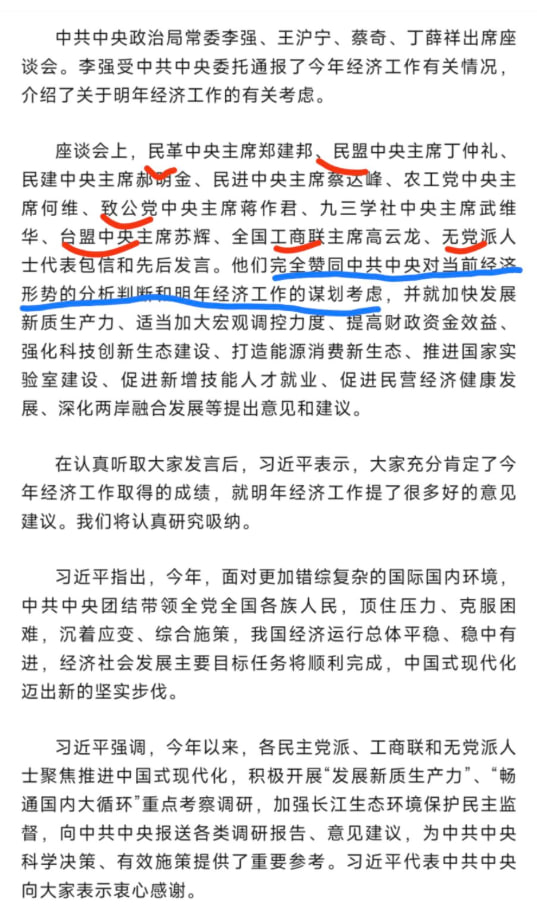 中共中央政治局常委李强、王沪宁、蔡奇、丁薛祥出席座
谈会。李强受中共中央委托通报了今年经济工作有关情况，
介绍了关于明年经济工作的有关考虑。
座谈会上，民革中央主席郑建邦、民盟中央主席丁仲礼、
民建中央主席郝明金、民进中央主席蔡达峰、农工党中央主
席何维、致公党中央主席蒋作君、九三学社中央主席武维
华、台盟中央主席苏辉、全国工商联主席高云龙、无党派人
士代表包信和先后发言。他们完全赞同中共中央对当前经济
形势的分析判断和明年经济工作的谋划考虑，并就加快发展
新质生产力、适当加大宏观调控力度、提高财政资金效益、
强化科技创新生态建设、打造能源消费新生态、推进国家实
验室建设、促进新增技能人才就业、促进民营经济健康发
展、深化两岸融合发展等提出意见和建议。
在认真听取大家发言后，习近平表示，大家充分肯定了今
年经济工作取得的成绩，就明年经济工作提了很多好的意见
建议。我们将认真研究吸纳。
习近平指出，今年，面对更加错综复杂的国际国内环境，
中共中央团结带领全党全国各族人民，顶住压力、克服困
难，沉着应变、综合施策，我国经济运行总体平稳、稳中有
进，经济社会发展主要目标任务将顺利完成，中国式现代化
迈出新的坚实步伐。
习近平强调，今年以来，各民主党派、工商联和无党派人
士聚焦推进中国式现代化，积极开展“发展新质生产力”、“畅
通国内大循环”重点考察调研，加强长江生态环境保护民主监
督，向中共中央报送各类调研报告、意见建议，为中共中央
科学决策、有效施策提供了重要参考。习近平代表中共中央
向大家表示衷心感谢。